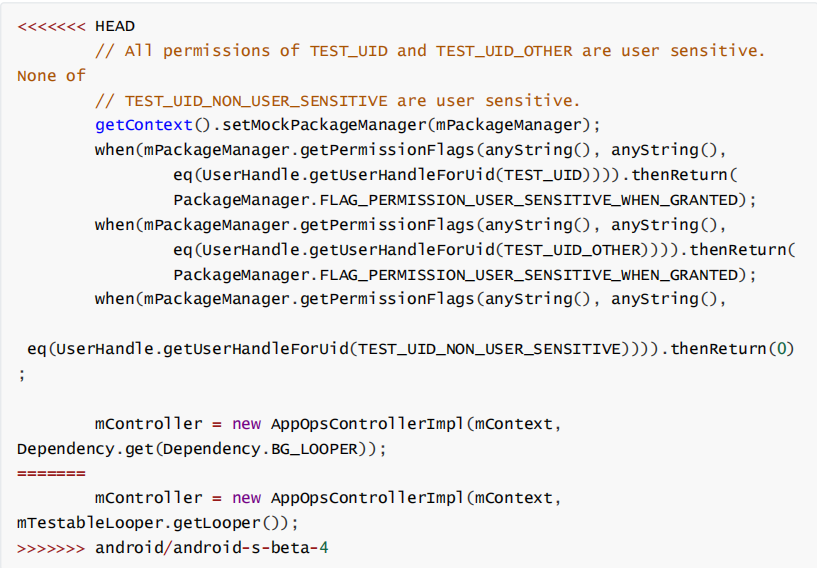 <<<<<<< HEAD
        // All permissions of TEST_UID and TEST_UID_OTHER are user sensitive.
None of
        // TEST_UID_NON_USER_SENSITIVE are user sensitive.
        getContext().setMockPackageManager(mPackageManager);
        when(mPackageManager.getPermissionFlags(anyString(), anyString(),
                eq(UserHandle.getUserHandleForUid(TEST_UID)))).thenReturn(
                PackageManager.FLAG_PERMISSION_USER_SENSITIVE_WHEN_GRANTED);
        when(mPackageManager.getPermissionFlags(anyString(), anyString(),
                eq(UserHandle.getUserHandleForUid(TEST_UID_OTHER)))).thenReturn(
                PackageManager.FLAG_PERMISSION_USER_SENSITIVE_WHEN_GRANTED);
        when(mPackageManager.getPermissionFlags(anyString(), anyString(),

 eq(UserHandle.getUserHandleForUid(TEST_UID_NON_USER_SENSITIVE)))).thenReturn(0)
;

        mController = new AppOpsControllerImpl(mContext,
Dependency.get(Dependency.BG_LOOPER));
=======
        mController = new AppOpsControllerImpl(mContext,
mTestableLooper.getLooper());
>>>>>>> android/android-s-beta-4